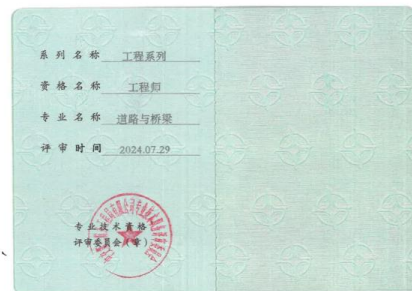 系列名称 工程系列
资格名称 工程师
专业名称 道路与桥梁
评审时间 2024.07.29
专业技术资格
评审委员会(章)